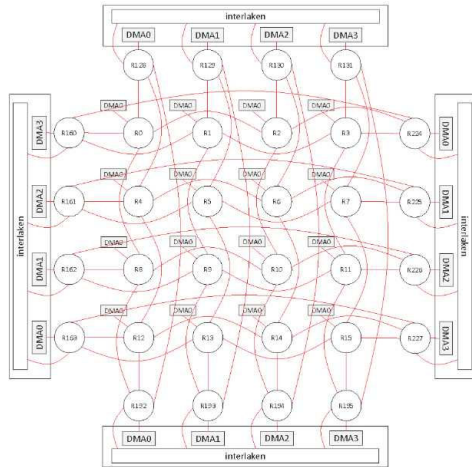 interlaken
DMA0 DMA1 DMA2 DMA3
R128 R129 R130 R131
DMA0 DMA0 DMA0 DMA0
DMA3 R160 R0 R1 R2 R3 R224 DMA0
DMA0 DMA0 DMA0 DMA0
DMA2 R161 R4 R5 R6 R7 R225 DMA1
interlaken interlaken
DMA0 DMA0 DMA0 DMA0
DMA1 R162 R8 R9 R10 R11 R226 DMA2
DMA0 DMA0 DMA0 DMA0
DMA0 R163 R12 R13 R14 R15 R227 DMA3
R192 R193 R194 R195
DMA0 DMA1 DMA2 DMA3
interlaken